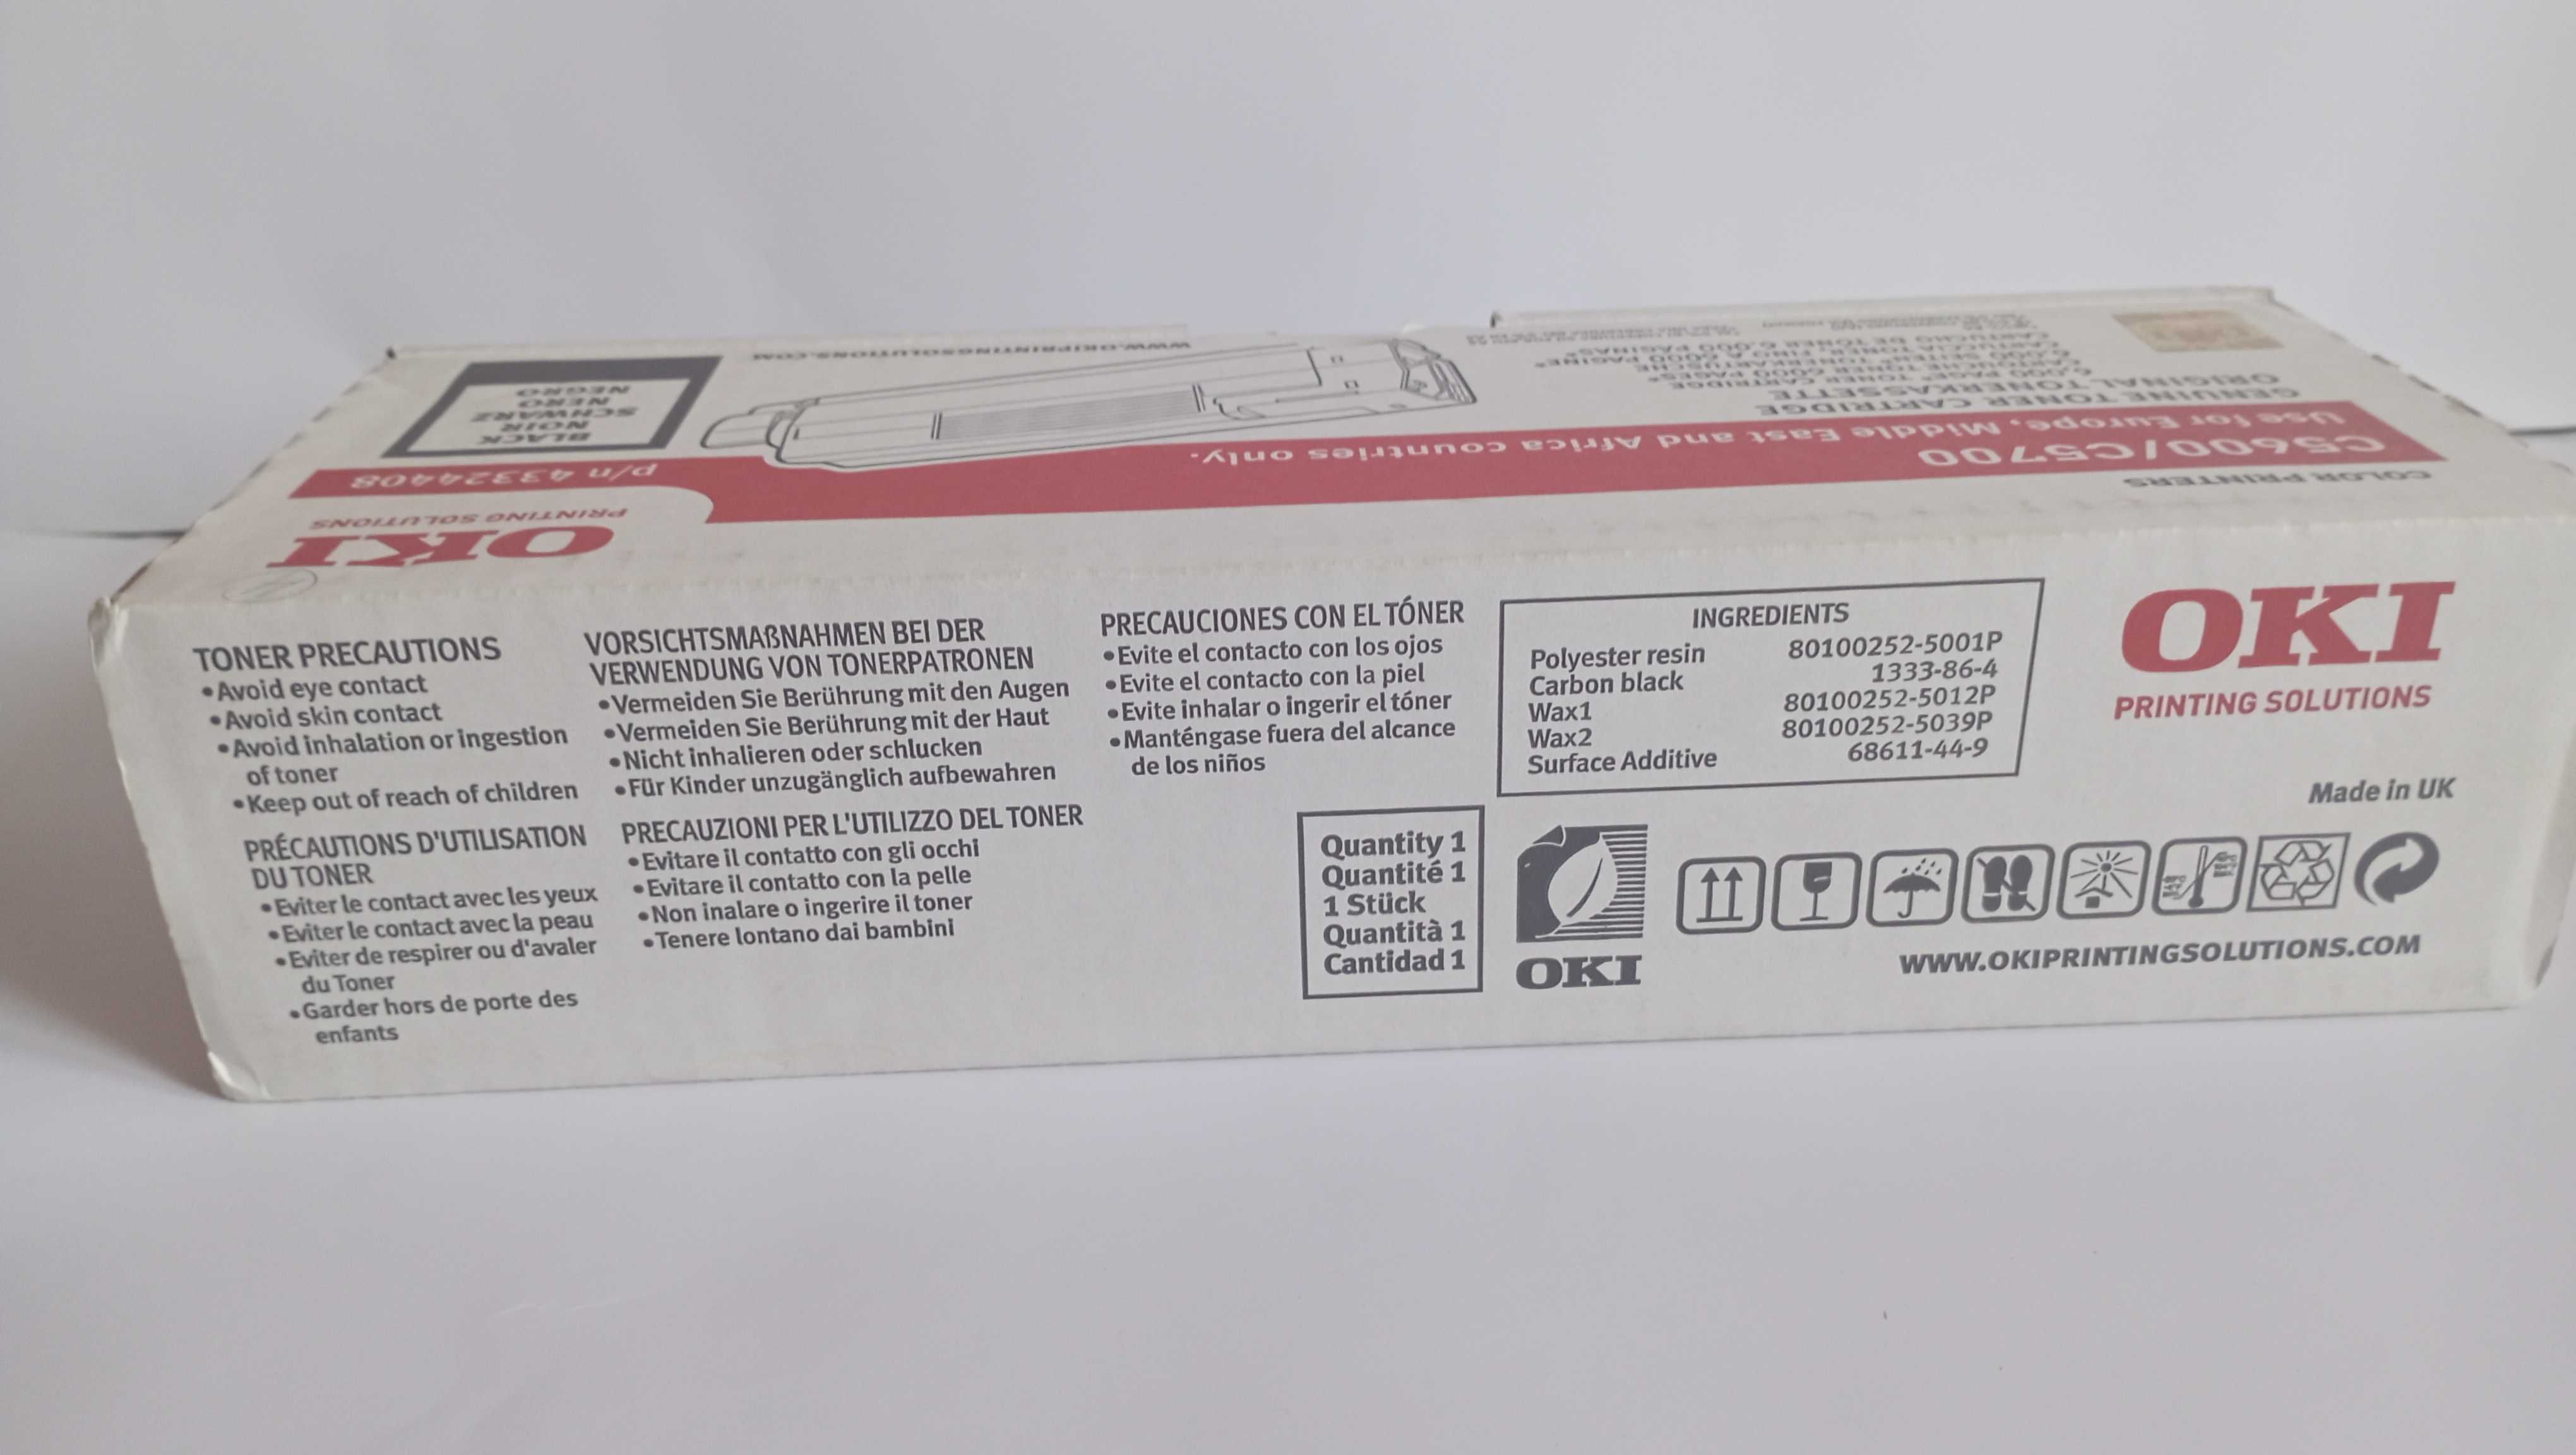 COLOR PRINTERS
C5600/C5700
Use for Europe, Middle East and Africa countries only.
p/n 43324408
OKI
PRINTING SOLUTIONS
GENUINE TONER CARTRIDGE
ORIGINAL TONERKASSETTE
BLACK
NOIR
SCHWARZ
NERO
NEGRO
WWW.OKIPRINTINGSOLUTIONS.COM
TONER PRECAUTIONS
•Avoid eye contact
•Avoid skin contact
•Avoid inhalation or ingestion
of toner
•Keep out of reach of children
PRÉCAUTIONS D'UTILISATION
DU TONER
•Eviter le contact avec les yeux
•Eviter le contact avec la peau
•Eviter de respirer ou d'avaler
du Toner
•Garder hors de porte des
enfants
VORSICHTSMAßNAHMEN BEI DER
VERWENDUNG VON TONERPATRONEN
•Vermeiden Sie Berührung mit den Augen
•Vermeiden Sie Berührung mit der Haut
•Nicht inhalieren oder schlucken
•Für Kinder unzugänglich aufbewahren
PRECAUZIONI PER L'UTILIZZO DEL TONER
•Evitare il contatto con gli occhi
•Evitare il contatto con la pelle
•Non inalare o ingerire il toner
•Tenere lontano dai bambini
PRECAUCIONES CON EL TÓNER
•Evite el contacto con los ojos
•Evite el contacto con la piel
•Evite inhalar o ingerir el tóner
•Manténgase fuera del alcance
de los niños
Quantity 1
Quantité 1
1 Stück
Quantità 1
Cantidad 1
INGREDIENTS
Polyester resin 80100252-5001P
Carbon black 1333-86-4
Wax1 80100252-5012P
Wax2 80100252-5039P
Surface Additive 68611-44-9
OKI
OKI
PRINTING SOLUTIONS
Made in UK
WWW.OKIPRINTINGSOLUTIONS.COM